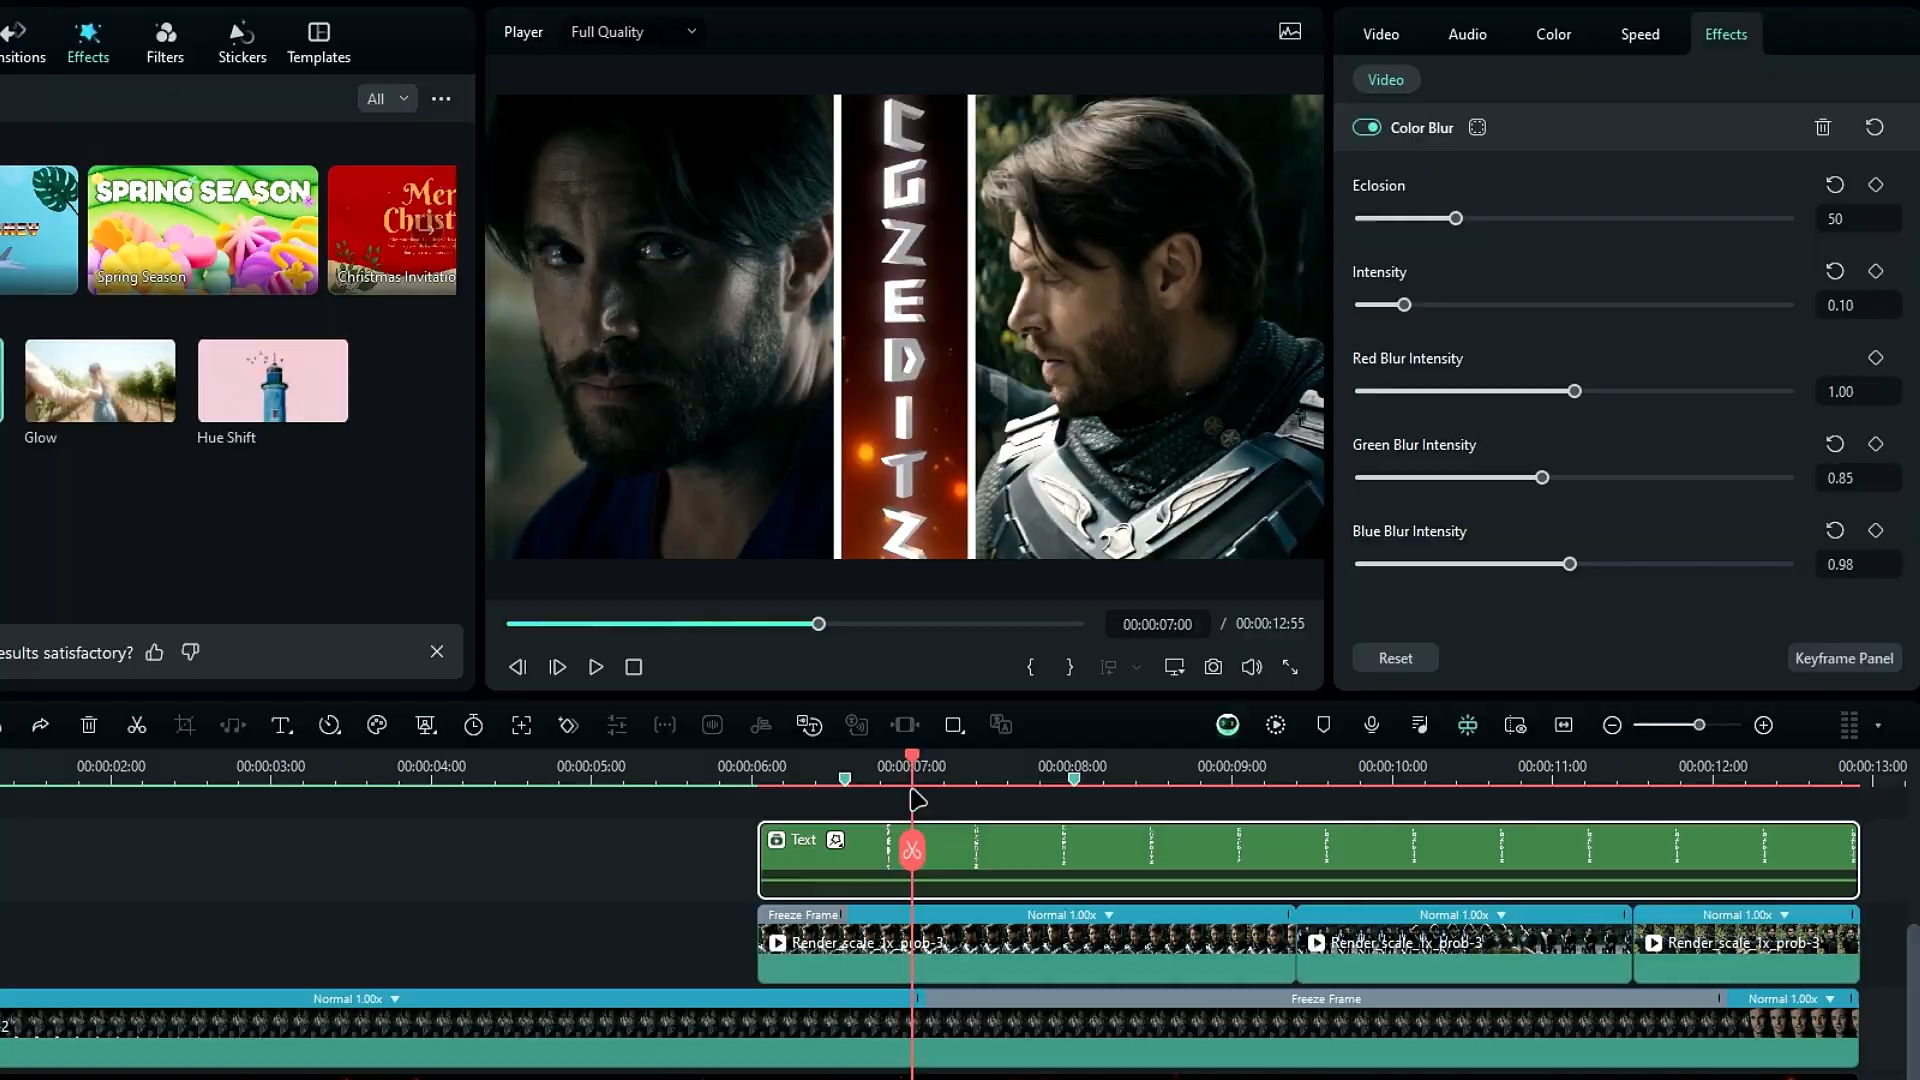 nsitions
Effects
Filters
Stickers
Templates
All
SPRING SEASON
Spring Season
Mer
Christ
Christmas Invitatio
Glow
Hue Shift
esults satisfactory?
Player
Full Quality
CGZEDITZ
00:00:07:00 / 00:00:12:55
{ }
Video
Audio
Color
Speed
Effects
Video
Color Blur
Eclosion
50
Intensity
0.10
Red Blur Intensity
1.00
Green Blur Intensity
0.85
Blue Blur Intensity
0.98
Reset
Keyframe Panel
00:00:02:00
00:00:03:00
00:00:04:00
00:00:05:00
00:00:06:00
00:00:07:00
00:00:08:00
00:00:09:00
00:00:10:00
00:00:11:00
00:00:12:00
00:00:13:00
Text
Freeze Frame
Normal 1.00x
Normal 1.00x
Normal 1.00x
Render_scale_1x_prob-3
Render_scale_1x_prob-3
Render_scale_1x_prob-3
Normal 1.00x
Freeze Frame
Normal 1.00x
2